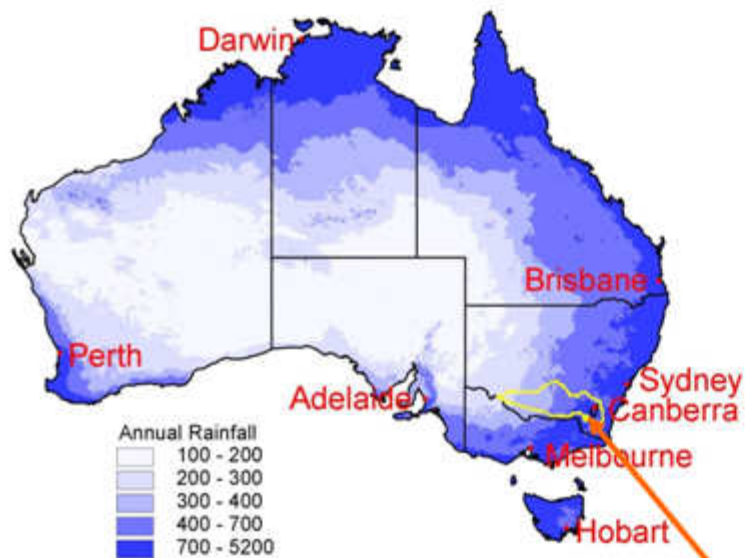 Darwin
Brisbane
Perth
Sydney
Adelaide
Canberra
Melbourne
Hobart
Annual Rainfall
100 - 200
200 - 300
300 - 400
400 - 700
700 - 5200